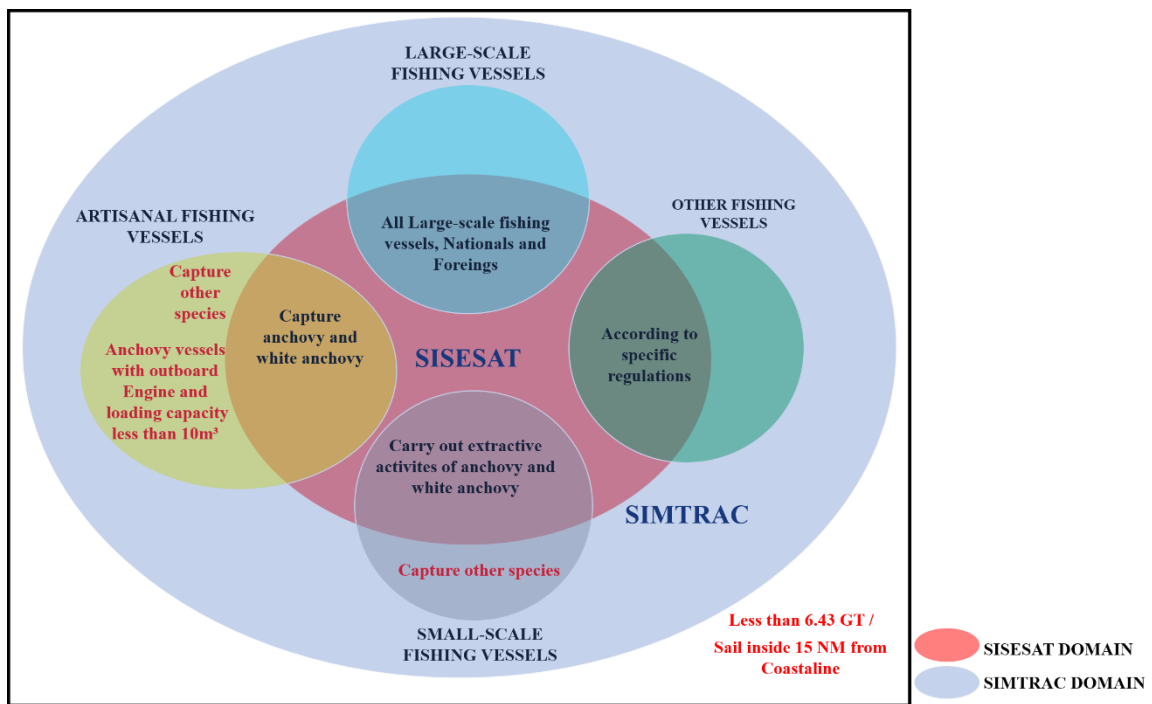 LARGE-SCALE
FISHING VESSELS
ARTISANAL FISHING
VESSELS
OTHER FISHING
VESSELS
All Large-scale fishing
vessels, Nationals and
Foreings
Capture
other
species
Anchovy vessels
with outboard
Engine and
loading capacity
less than 10m³
Capture
anchovy and
white anchovy
SISESAT
According to
specific
regulations
Carry out extractive
activites of anchovy and
white anchovy
SIMTRAC
Capture other species
SMALL-SCALE
FISHING VESSELS
Less than 6.43 GT /
Sail inside 15 NM from
Coastaline
SISESAT DOMAIN
SIMTRAC DOMAIN